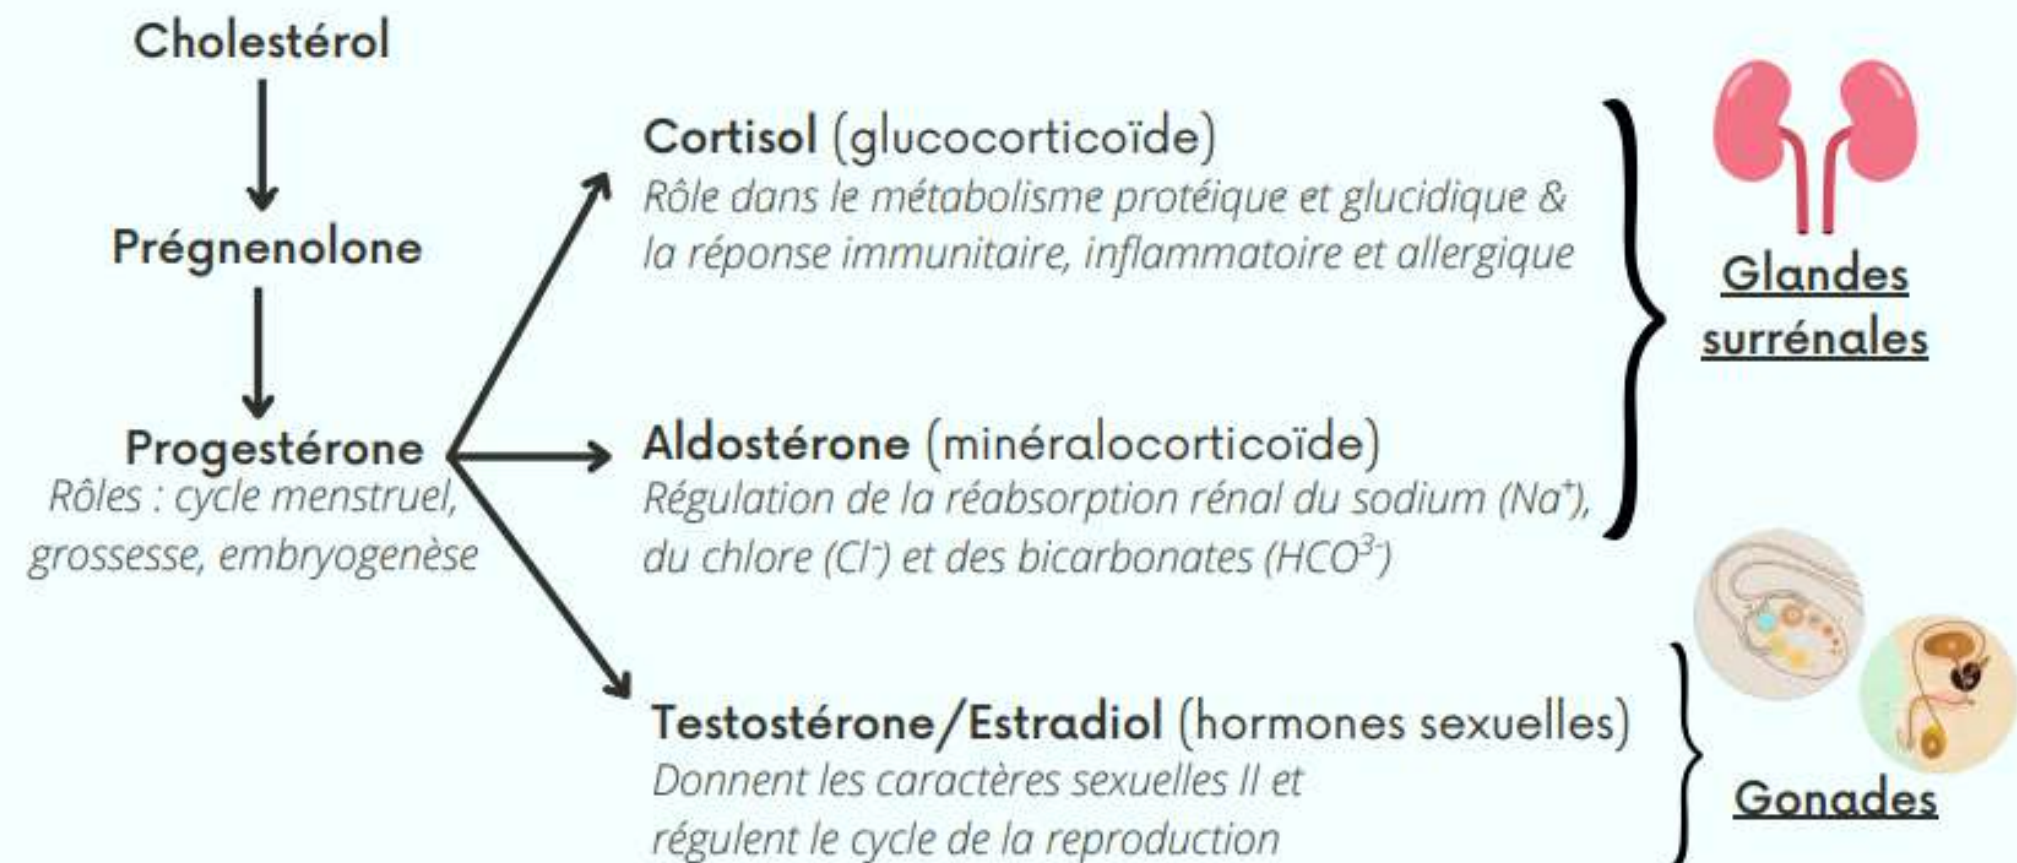 Cholestérol
Prégnenolone
Progestérone
Rôles : cycle menstruel,
grossesse, embryogenèse
Cortisol (glucocorticoïde)
Rôle dans le métabolisme protéique et glucidique &
la réponse immunitaire, inflammatoire et allergique
Aldostérone (minéralocorticoïde)
Régulation de la réabsorption rénal du sodium (Na⁺),
du chlore (Cl⁻) et des bicarbonates (HCO³⁻)
Testostérone/Estradiol (hormones sexuelles)
Donnent les caractères sexuelles II et
régulent le cycle de la reproduction
Glandes
surrénales
Gonades